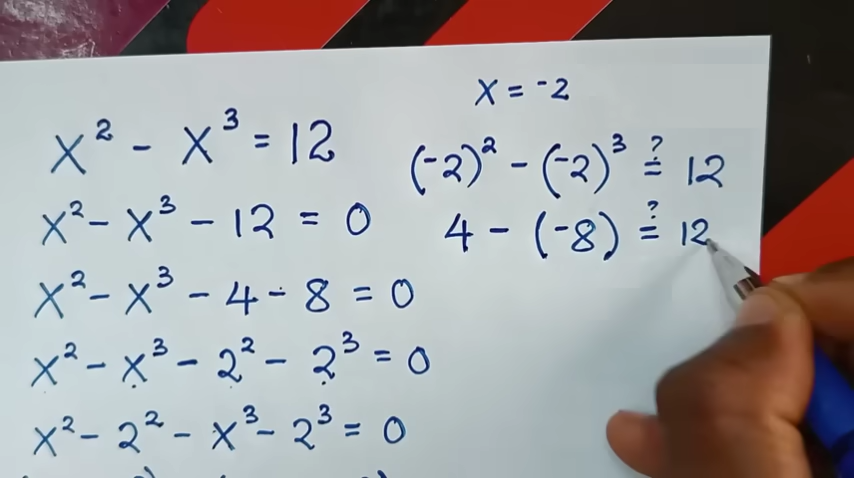 x² - x³ = 12
x² - x³ - 12 = 0
x² - x³ - 4 - 8 = 0
x² - x³ - 2² - 2³ = 0
x² - 2² - x³ - 2³ = 0
x = -2
(-2)² - (-2)³ ≟ 12
4 - (-8) ≟ 12